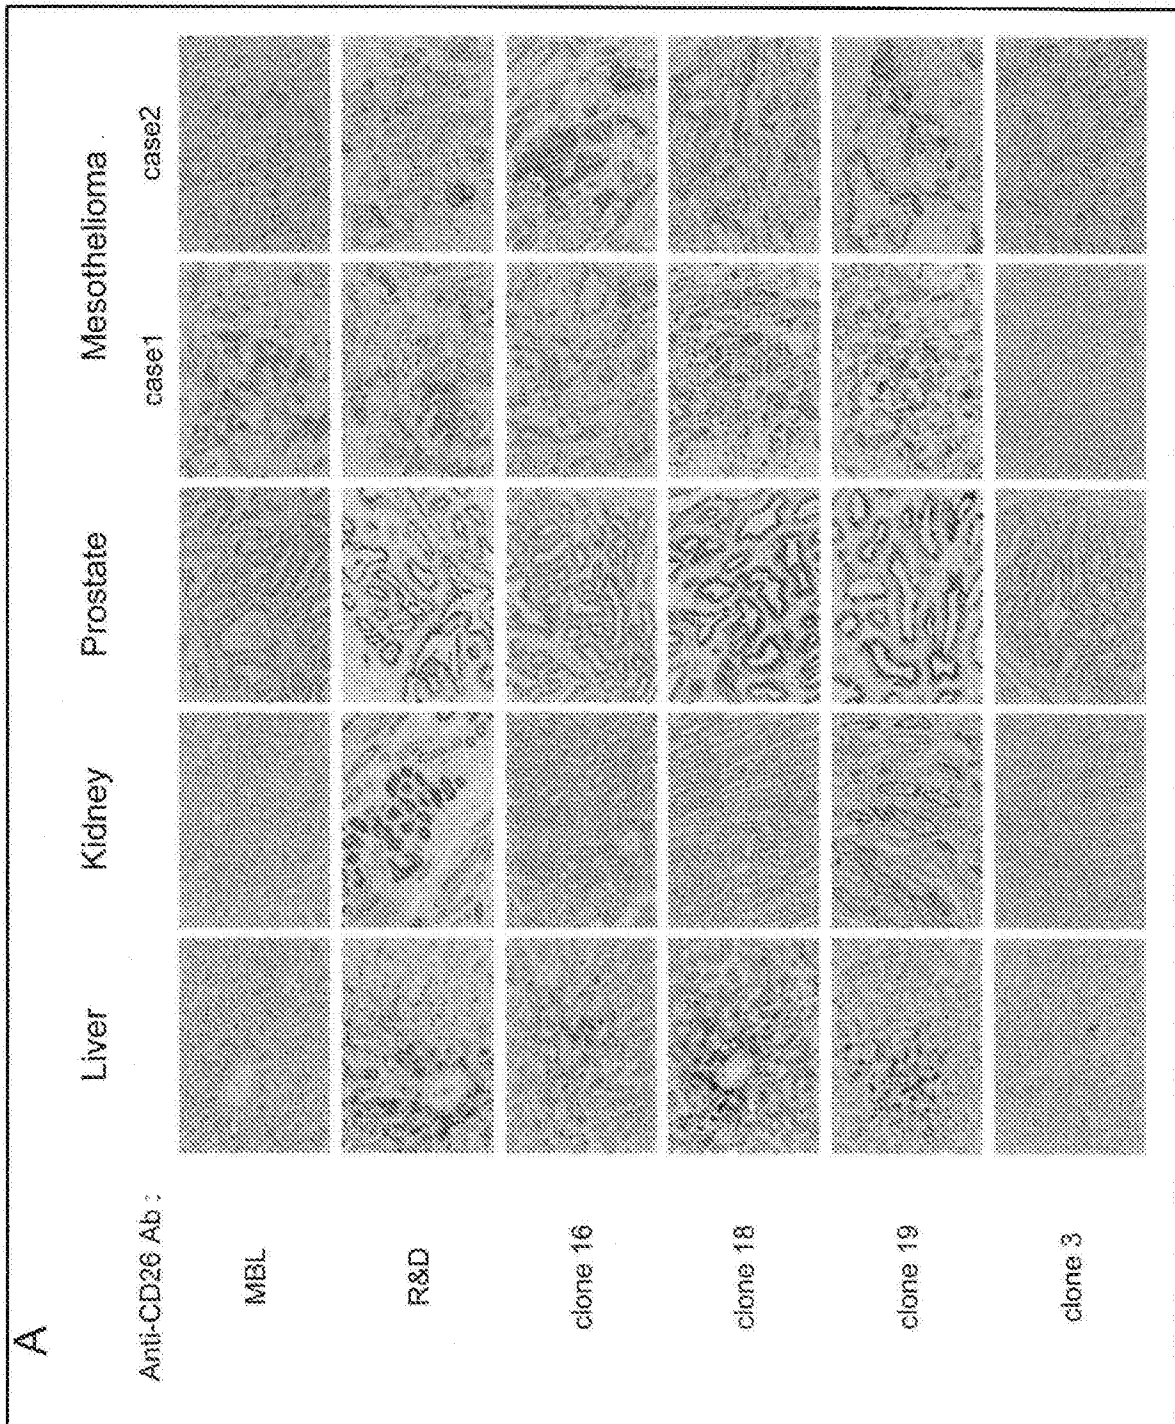 A
Liver Kidney Prostate Mesothelioma
case1 case2
Anti-CD26 Ab :
MBL
R&D
clone 16
clone 18
clone 19
clone 3